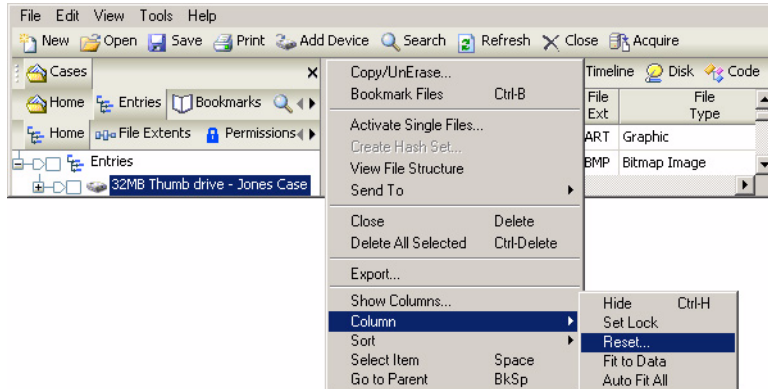 File Edit View Tools Help
New Open Save Print Add Device Search Refresh Close Acquire
Cases
Home Entries Bookmarks
Home File Extents Permissions
Entries
32MB Thumb drive - Jones Case
Copy/UnErase...
Bookmark Files Ctrl-B
Activate Single Files...
Create Hash Set...
View File Structure
Send To
Close Delete
Delete All Selected Ctrl-Delete
Export...
Show Columns...
Column
Sort
Select Item Space
Go to Parent BkSp
Timeline Disk Code
File Ext File Type
ART Graphic
BMP Bitmap Image
Hide Ctrl-H
Set Lock
Reset...
Fit to Data
Auto Fit All